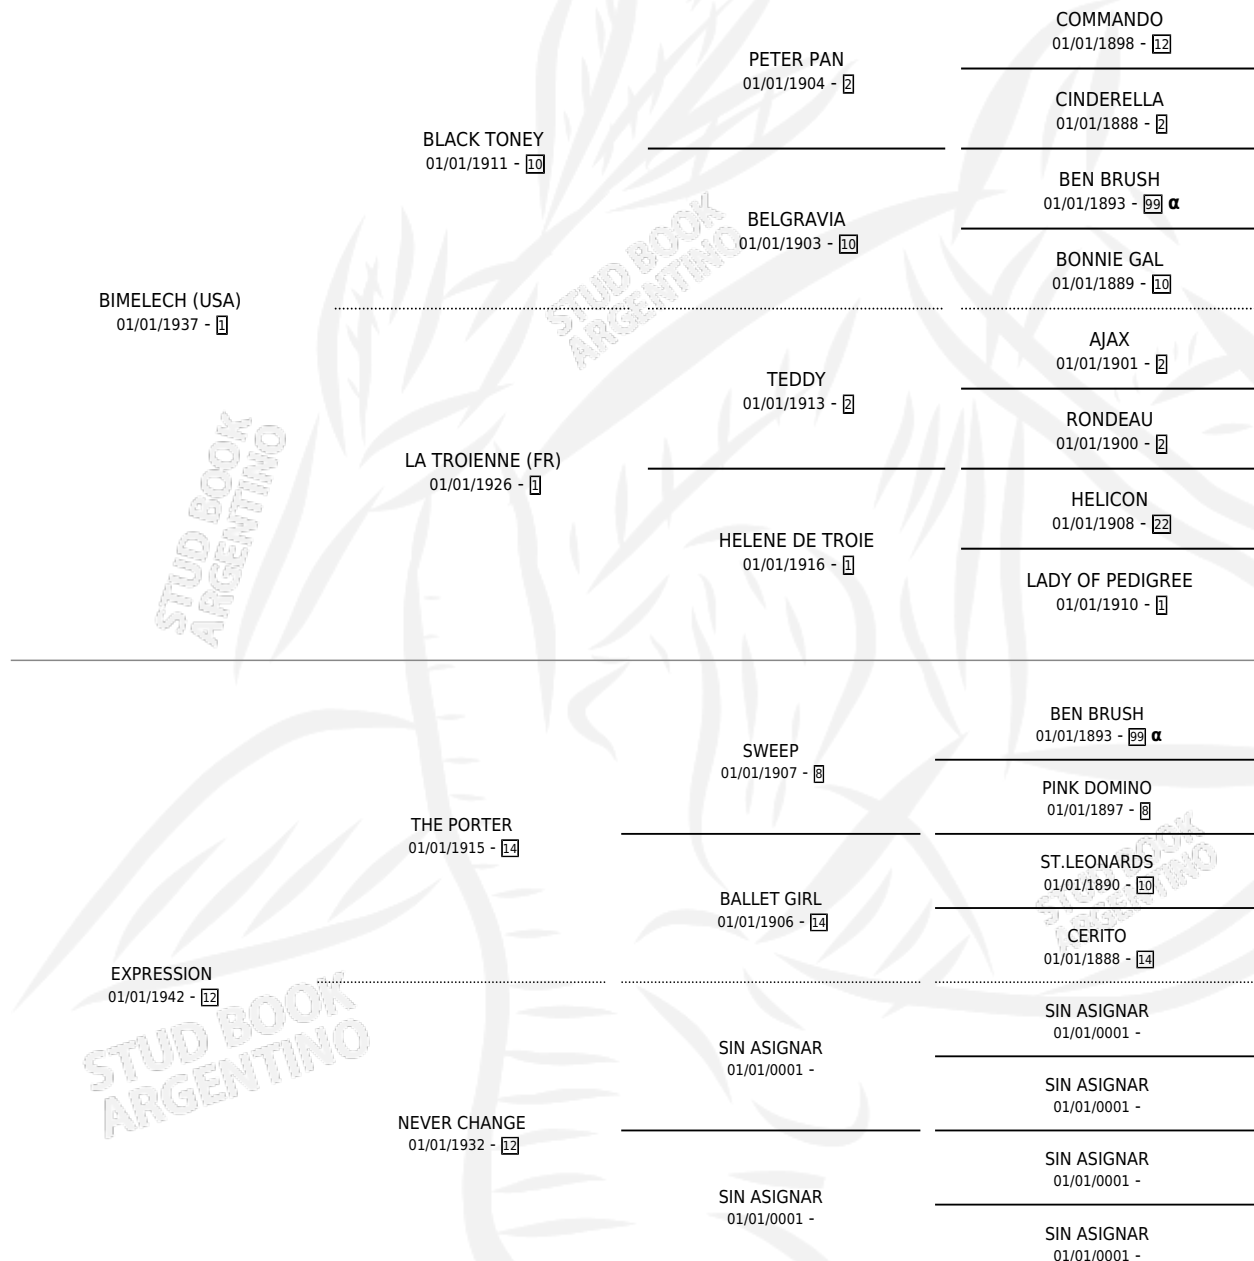 COMMANDO
01/01/1898 - 12
PETER PAN
01/01/1904 - 2
CINDERELLA
01/01/1888 - 2
BLACK TONEY
01/01/1911 - 10
BEN BRUSH
01/01/1893 - 99 α
BELGRAVIA
01/01/1903 - 10
BONNIE GAL
01/01/1889 - 10
BIMELECH (USA)
01/01/1937 - 1
STUD BOOK
ARGENTINO
AJAX
01/01/1901 - 2
TEDDY
01/01/1913 - 2
RONDEAU
01/01/1900 - 2
LA TROIENNE (FR)
01/01/1926 - 1
HELICON
01/01/1908 - 22
HELENE DE TROIE
01/01/1916 - 1
LADY OF PEDIGREE
01/01/1910 - 1
STUD BOOK
ARGENTINO
BEN BRUSH
01/01/1893 - 99 α
SWEEP
01/01/1907 - 8
PINK DOMINO
01/01/1897 - 8
THE PORTER
01/01/1915 - 14
ST.LEONARDS
01/01/1890 - 10
BALLET GIRL
01/01/1906 - 14
CERITO
01/01/1888 - 14
STUD BOOK
ARGENTINO
EXPRESSION
01/01/1942 - 12
STUD BOOK
ARGENTINO
SIN ASIGNAR
01/01/0001 -
SIN ASIGNAR
01/01/0001 -
SIN ASIGNAR
01/01/0001 -
NEVER CHANGE
01/01/1932 - 12
SIN ASIGNAR
01/01/0001 -
SIN ASIGNAR
01/01/0001 -
SIN ASIGNAR
01/01/0001 -